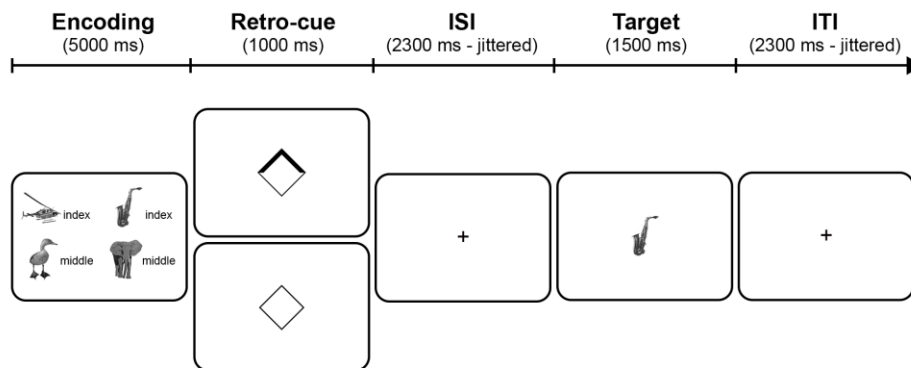 Encoding Retro-cue ISI Target ITI
(5000 ms) (1000 ms) (2300 ms - jittered) (1500 ms) (2300 ms - jittered)
index index
middle middle
+ +